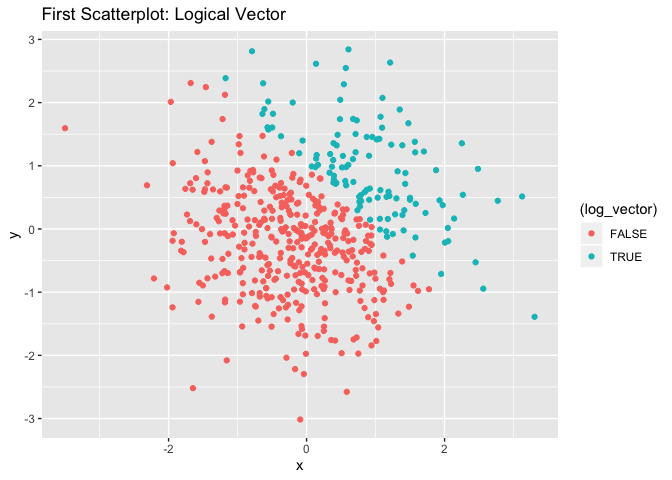 First Scatterplot: Logical Vector
3
2
1
0
-1
-2
-3
y
-2
0
2
x
(log_vector)
FALSE
TRUE